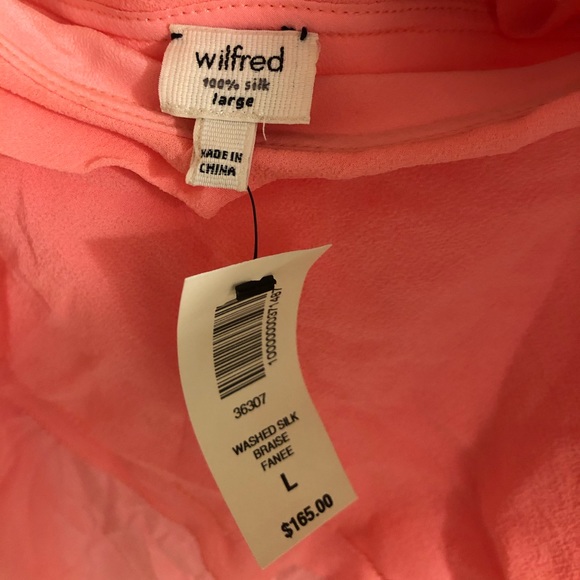 wilfred
100% silk
large
MADE IN
CHINA
36307
WASHED SILK
BRAISE
FANEE
L
$165.00